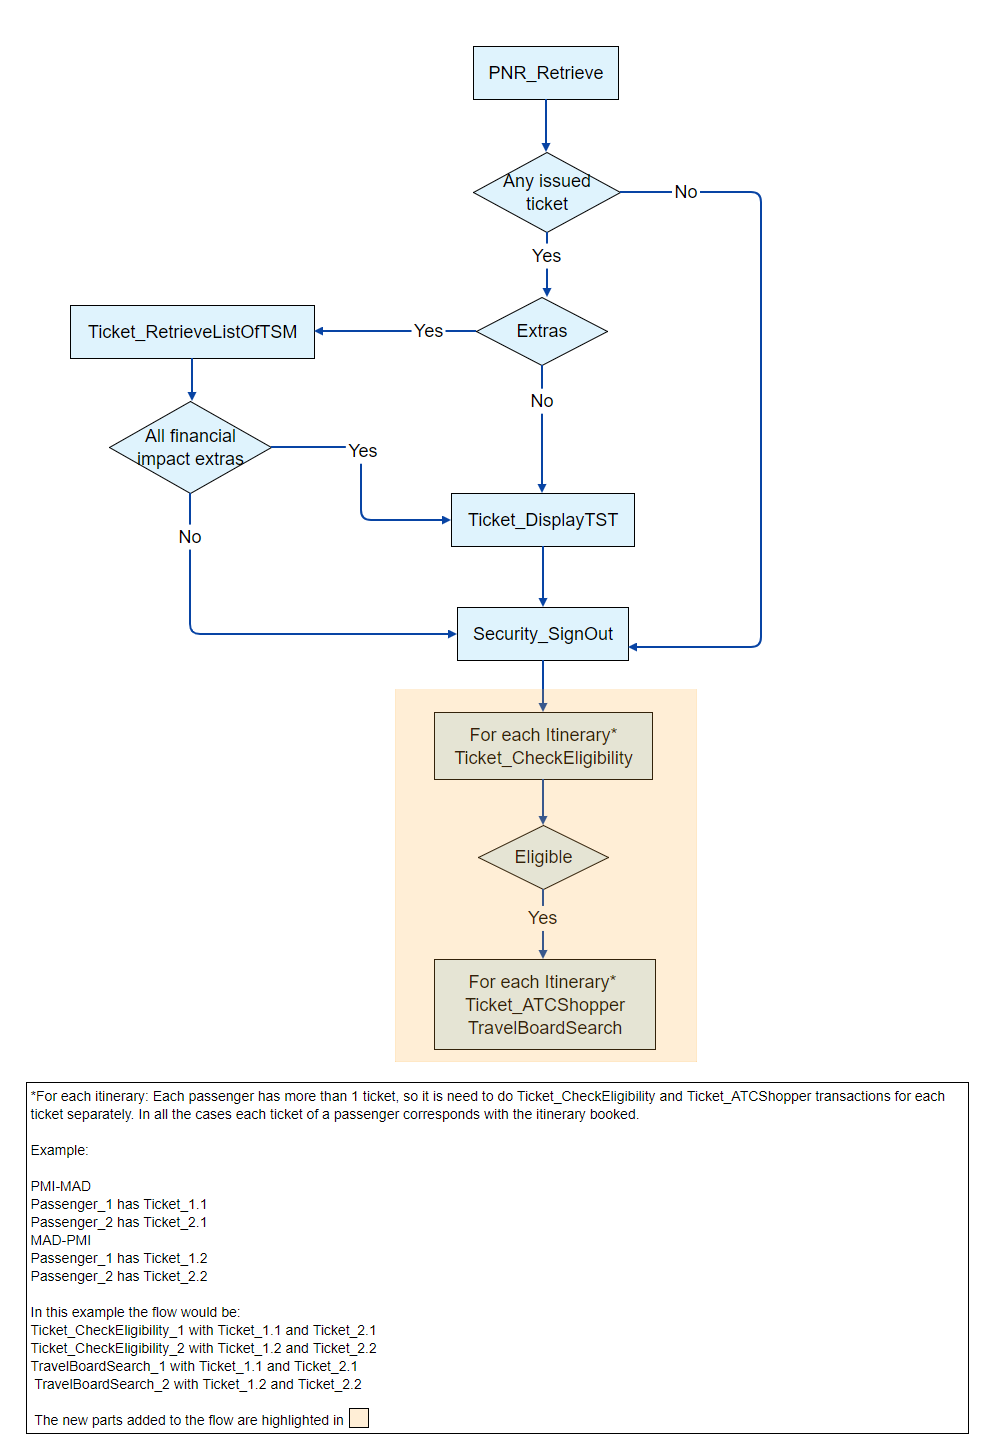 PNR_Retrieve
Any issued
ticket
No
Yes
Extras
Yes
Ticket_RetrieveListOfTSM
No
All financial
impact extras
Yes
Ticket_DisplayTST
No
Security_SignOut
For each Itinerary*
Ticket_CheckEligibility
Eligible
Yes
For each Itinerary*
Ticket_ATCShopper
TravelBoardSearch
*For each itinerary: Each passenger has more than 1 ticket, so it is need to do Ticket_CheckEligibility and Ticket_ATCShopper transactions for each
ticket separately. In all the cases each ticket of a passenger corresponds with the itinerary booked.
Example:
PMI-MAD
Passenger_1 has Ticket_1.1
Passenger_2 has Ticket_2.1
MAD-PMI
Passenger_1 has Ticket_1.2
Passenger_2 has Ticket_2.2
In this example the flow would be:
Ticket_CheckEligibility_1 with Ticket_1.1 and Ticket_2.1
Ticket_CheckEligibility_2 with Ticket_1.2 and Ticket_2.2
TravelBoardSearch_1 with Ticket_1.1 and Ticket_2.1
TravelBoardSearch_2 with Ticket_1.2 and Ticket_2.2
The new parts added to the flow are highlighted in